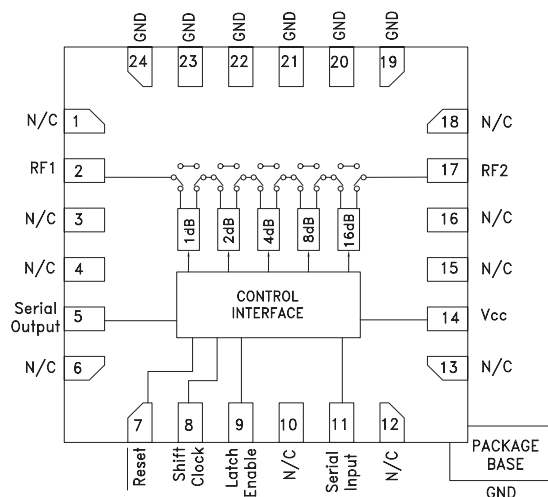 GND
GND
GND
GND
GND
GND
24
23
22
21
20
19
N/C
1
18
N/C
RF1
2
17
RF2
N/C
3
16
N/C
1dB
2dB
4dB
8dB
16dB
N/C
4
15
N/C
Serial
Output
5
CONTROL
INTERFACE
14
Vcc
N/C
6
13
N/C
7
8
9
10
11
12
Reset
Shift
Clock
Latch
Enable
N/C
Serial
Input
N/C
PACKAGE
BASE
GND